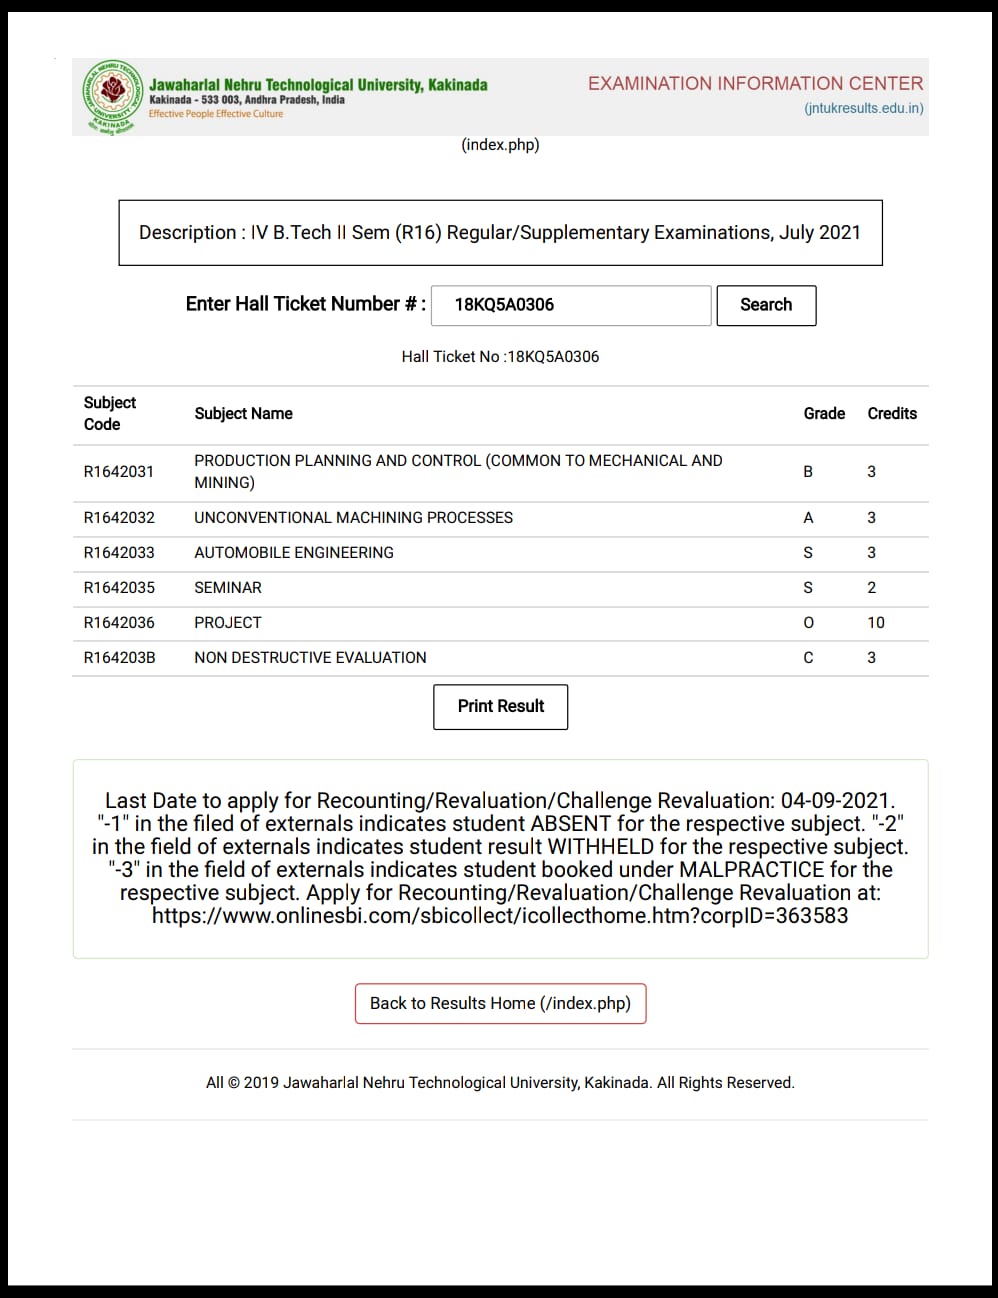 Jawaharlal Nehru Technological University, Kakinada
Kakinada - 533 003, Andhra Pradesh, India
Effective People Effective Culture
EXAMINATION INFORMATION CENTER
(jntukresults.edu.in)
(index.php)
Description : IV B.Tech II Sem (R16) Regular/Supplementary Examinations, July 2021
Enter Hall Ticket Number # : 18KQ5A0306 Search
Hall Ticket No :18KQ5A0306
Subject Code Subject Name Grade Credits
R1642031 PRODUCTION PLANNING AND CONTROL (COMMON TO MECHANICAL AND MINING) B 3
R1642032 UNCONVENTIONAL MACHINING PROCESSES A 3
R1642033 AUTOMOBILE ENGINEERING S 3
R1642035 SEMINAR S 2
R1642036 PROJECT O 10
R164203B NON DESTRUCTIVE EVALUATION C 3
Print Result
Last Date to apply for Recounting/Revaluation/Challenge Revaluation: 04-09-2021.
"-1" in the filed of externals indicates student ABSENT for the respective subject. "-2"
in the field of externals indicates student result WITHHELD for the respective subject.
"-3" in the field of externals indicates student booked under MALPRACTICE for the
respective subject. Apply for Recounting/Revaluation/Challenge Revaluation at:
https://www.onlinesbi.com/sbicollect/icollecthome.htm?corpID=363583
Back to Results Home (/index.php)
All © 2019 Jawaharlal Nehru Technological University, Kakinada. All Rights Reserved.